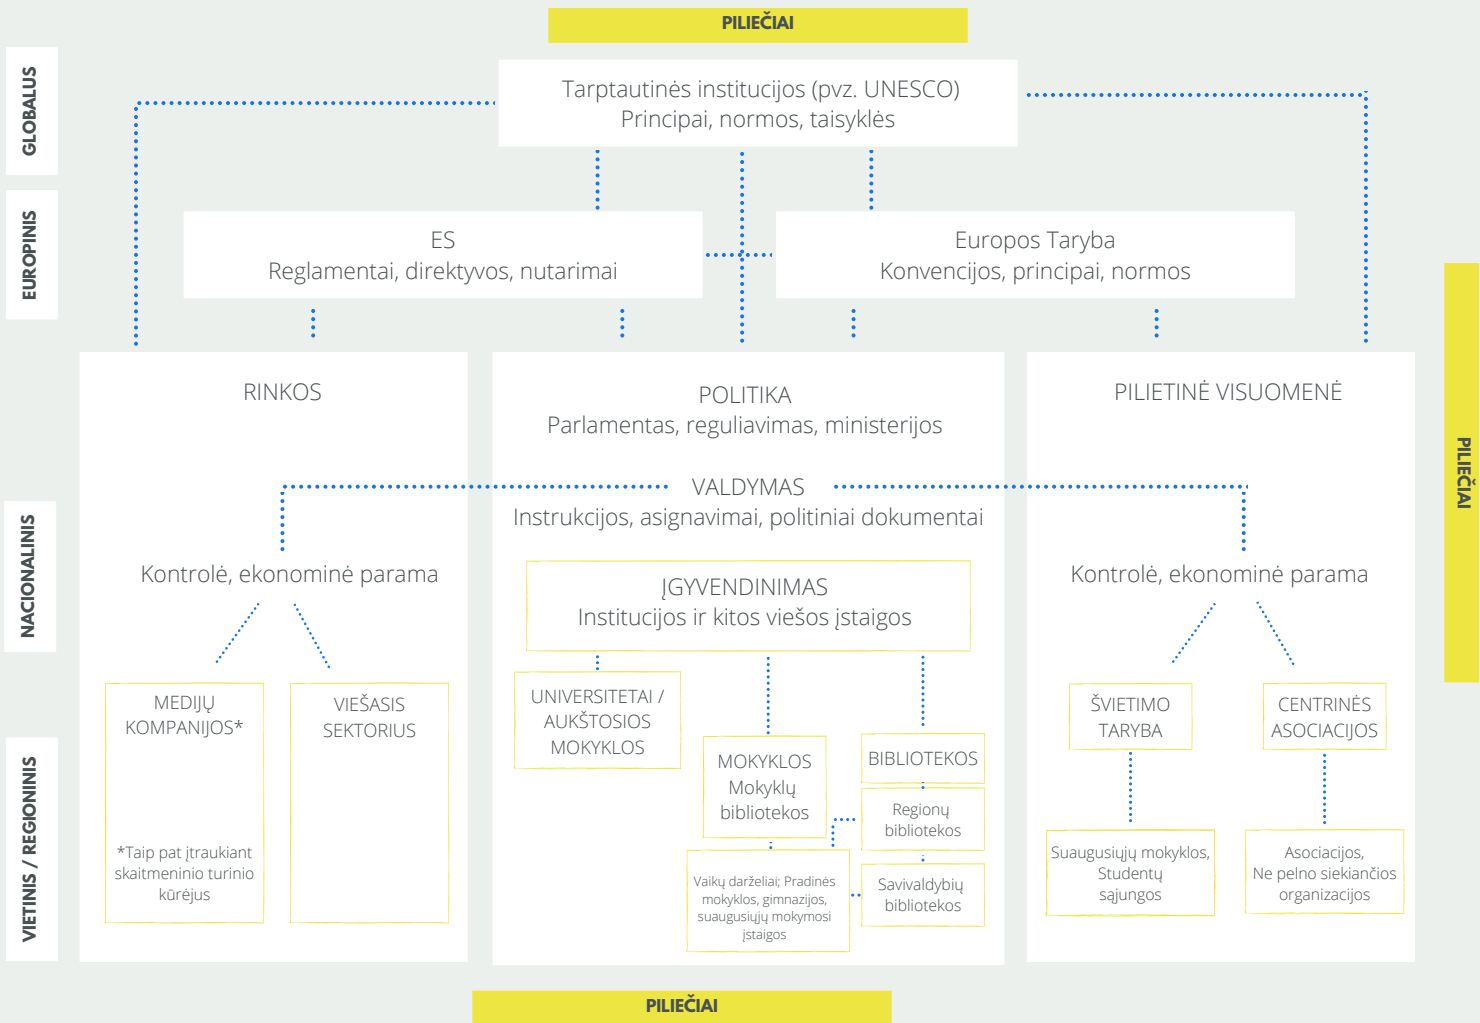 PILIEČIAI
GLOBALUS
Tarptautinės institucijos (pvz. UNESCO)
Principai, normos, taisyklės
EUROPINIS
ES
Reglamentai, direktyvos, nutarimai
Europos Taryba
Konvencijos, principai, normos
PILIEČIAI
NACIONALINIS
RINKOS
Kontrolė, ekonominė parama
POLITIKA
Parlamentas, reguliavimas, ministerijos
VALDYMAS
Instrukcijos, asignavimai, politiniai dokumentai
ĮGYVENDINIMAS
Institucijos ir kitos viešos įstaigos
PILIETINĖ VISUOMENĖ
Kontrolė, ekonominė parama
VIETINIS / REGIONINIS
MEDIJŲ
KOMPANIJOS*
*Taip pat įtraukiant
skaitmeninio turinio
kūrėjus
VIEŠASIS
SEKTORIUS
UNIVERSITETAI /
AUKŠTOSIOS
MOKYKLOS
MOKYKLOS
Mokyklų
bibliotekos
Vaikų darželiai; Pradinės
mokyklos, gimnazijos,
suaugusiųjų mokymosi
įstaigos
BIBLIOTEKOS
Regionų
bibliotekos
Savivaldybių
bibliotekos
ŠVIETIMO
TARYBA
Suaugusiųjų mokyklos,
Studentų
sąjungos
CENTRINĖS
ASOCIACIJOS
Asociacijos,
Ne pelno siekiančios
organizacijos
PILIEČIAI